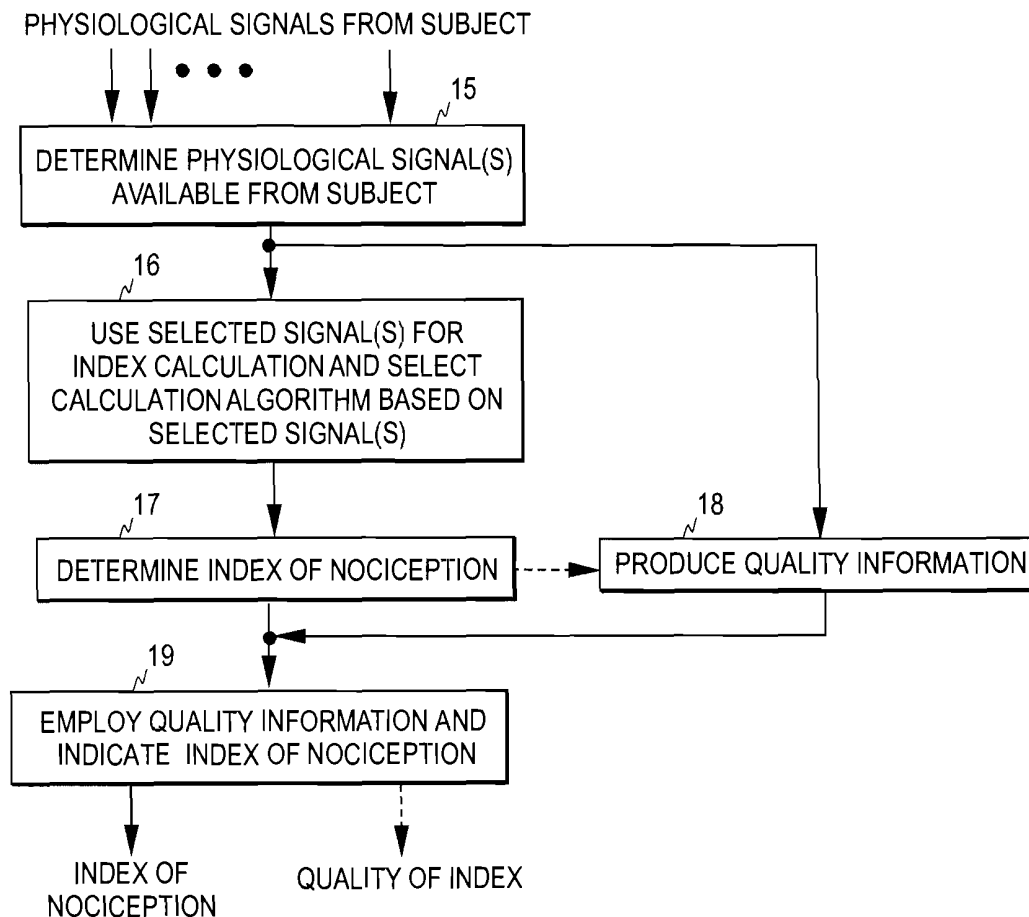 PHYSIOLOGICAL SIGNALS FROM SUBJECT
15
DETERMINE PHYSIOLOGICAL SIGNAL(S)
AVAILABLE FROM SUBJECT
16
USE SELECTED SIGNAL(S) FOR
INDEX CALCULATION AND SELECT
CALCULATION ALGORITHM BASED ON
SELECTED SIGNAL(S)
17
DETERMINE INDEX OF NOCICEPTION
18
PRODUCE QUALITY INFORMATION
19
EMPLOY QUALITY INFORMATION AND
INDICATE INDEX OF NOCICEPTION
INDEX OF
NOCICEPTION
QUALITY OF INDEX